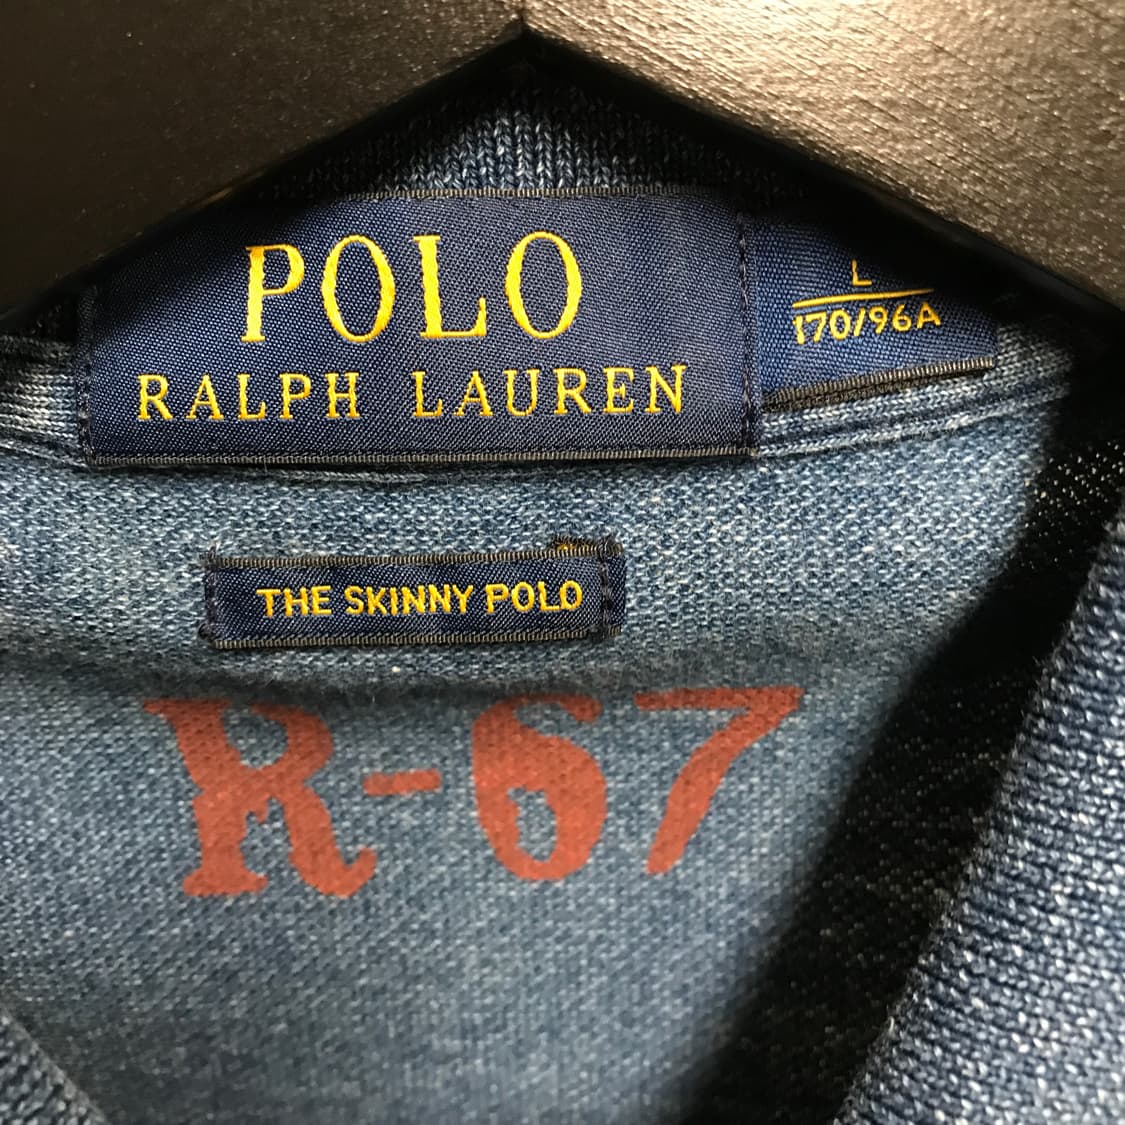 POLO
RALPH LAUREN
L
170/96A
THE SKINNY POLO
R-67